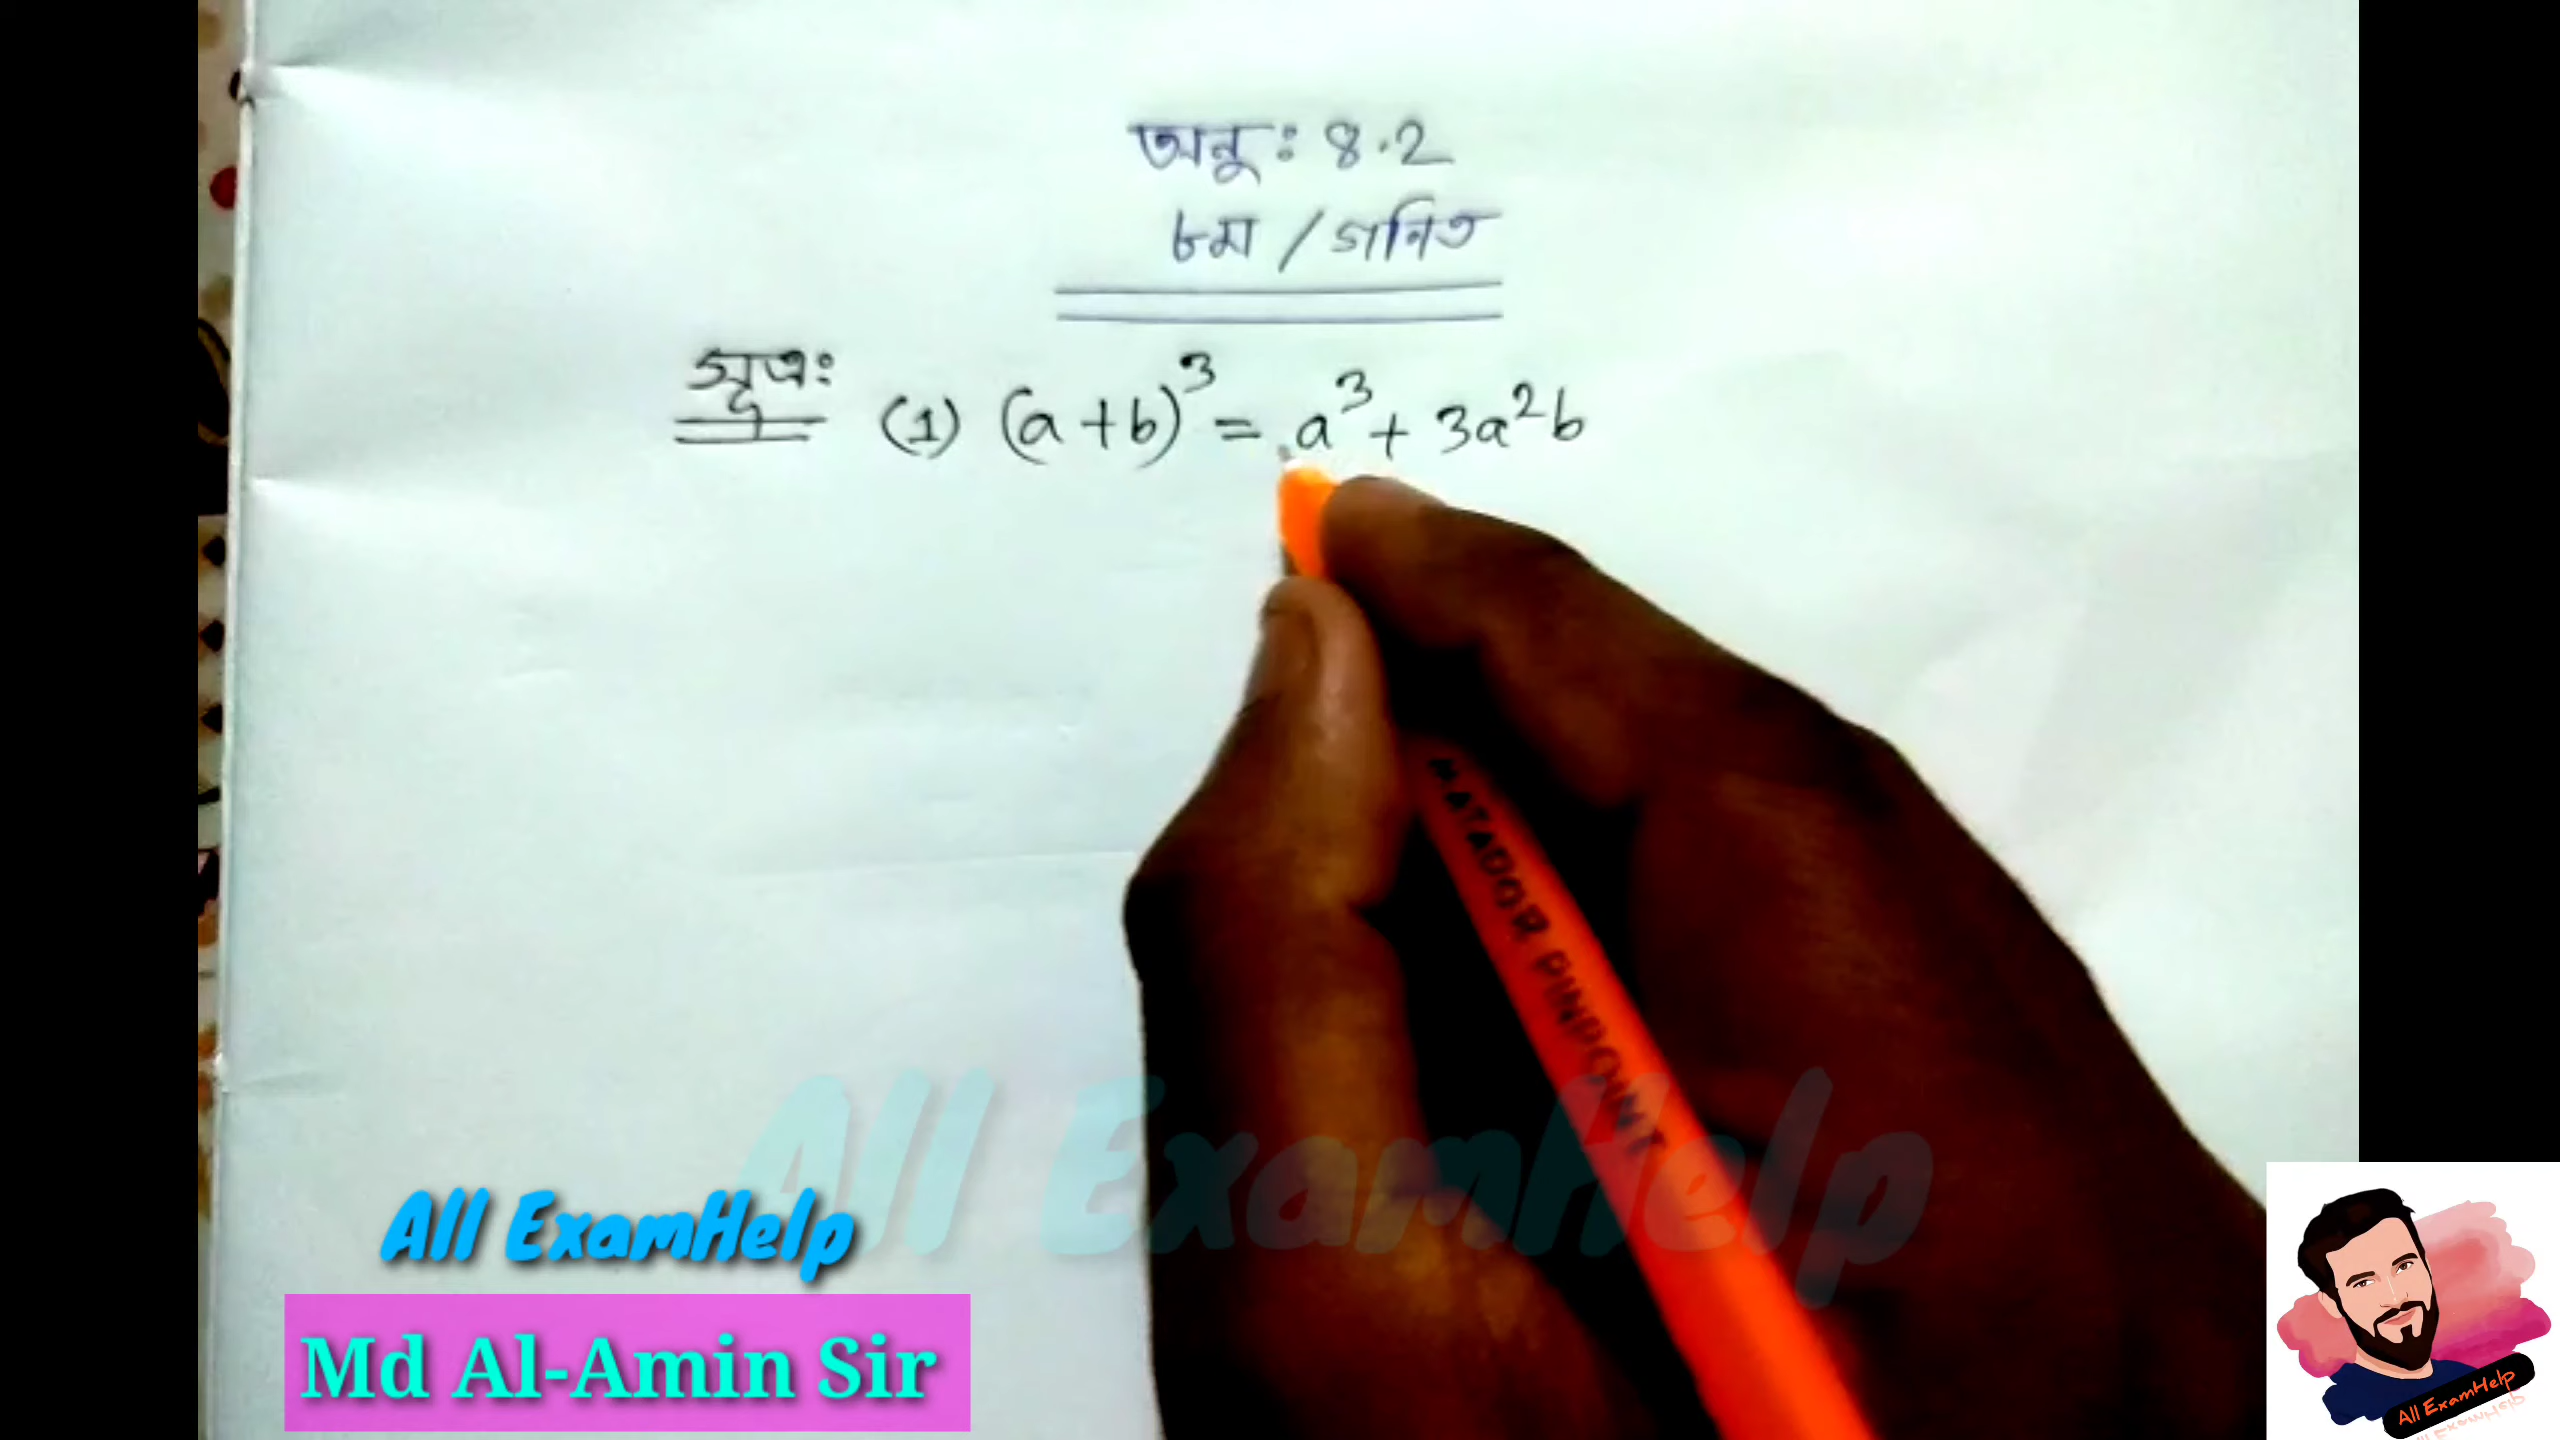 অনুঃ 8.2
৮ম / গনিত
সূত্রঃ (1) (a+b)³ = a³ + 3a²b
MATADOR PINPOINT
All ExamHelp
All ExamHelp
Md Al-Amin Sir
All ExamHelp